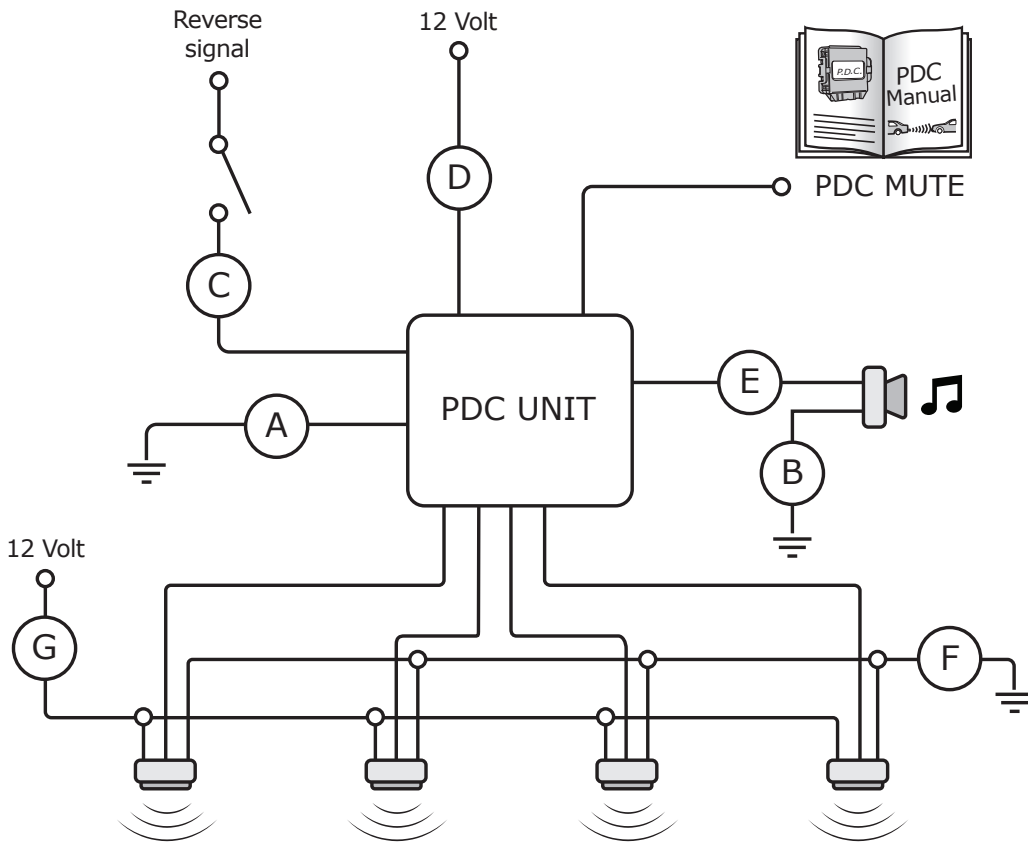 Reverse
signal
12 Volt
P.D.C.
PDC
Manual
PDC MUTE
D
C
PDC UNIT
E
A
B
12 Volt
G
F